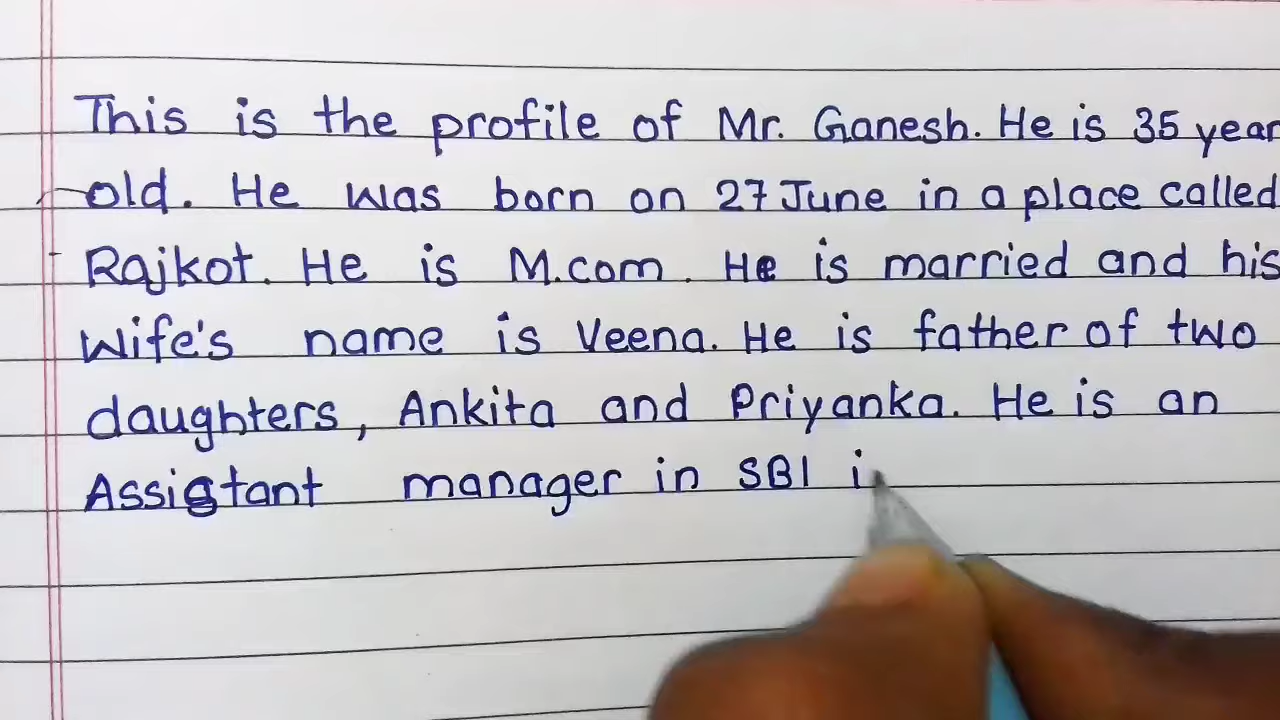 This is the profile of Mr. Ganesh. He is 35 year
old. He was born on 27 June in a place called
Rajkot. He is M.com. He is married and his
Wife's name is Veena. He is father of two
daughters, Ankita and Priyanka. He is an
Assistant manager in SBI i